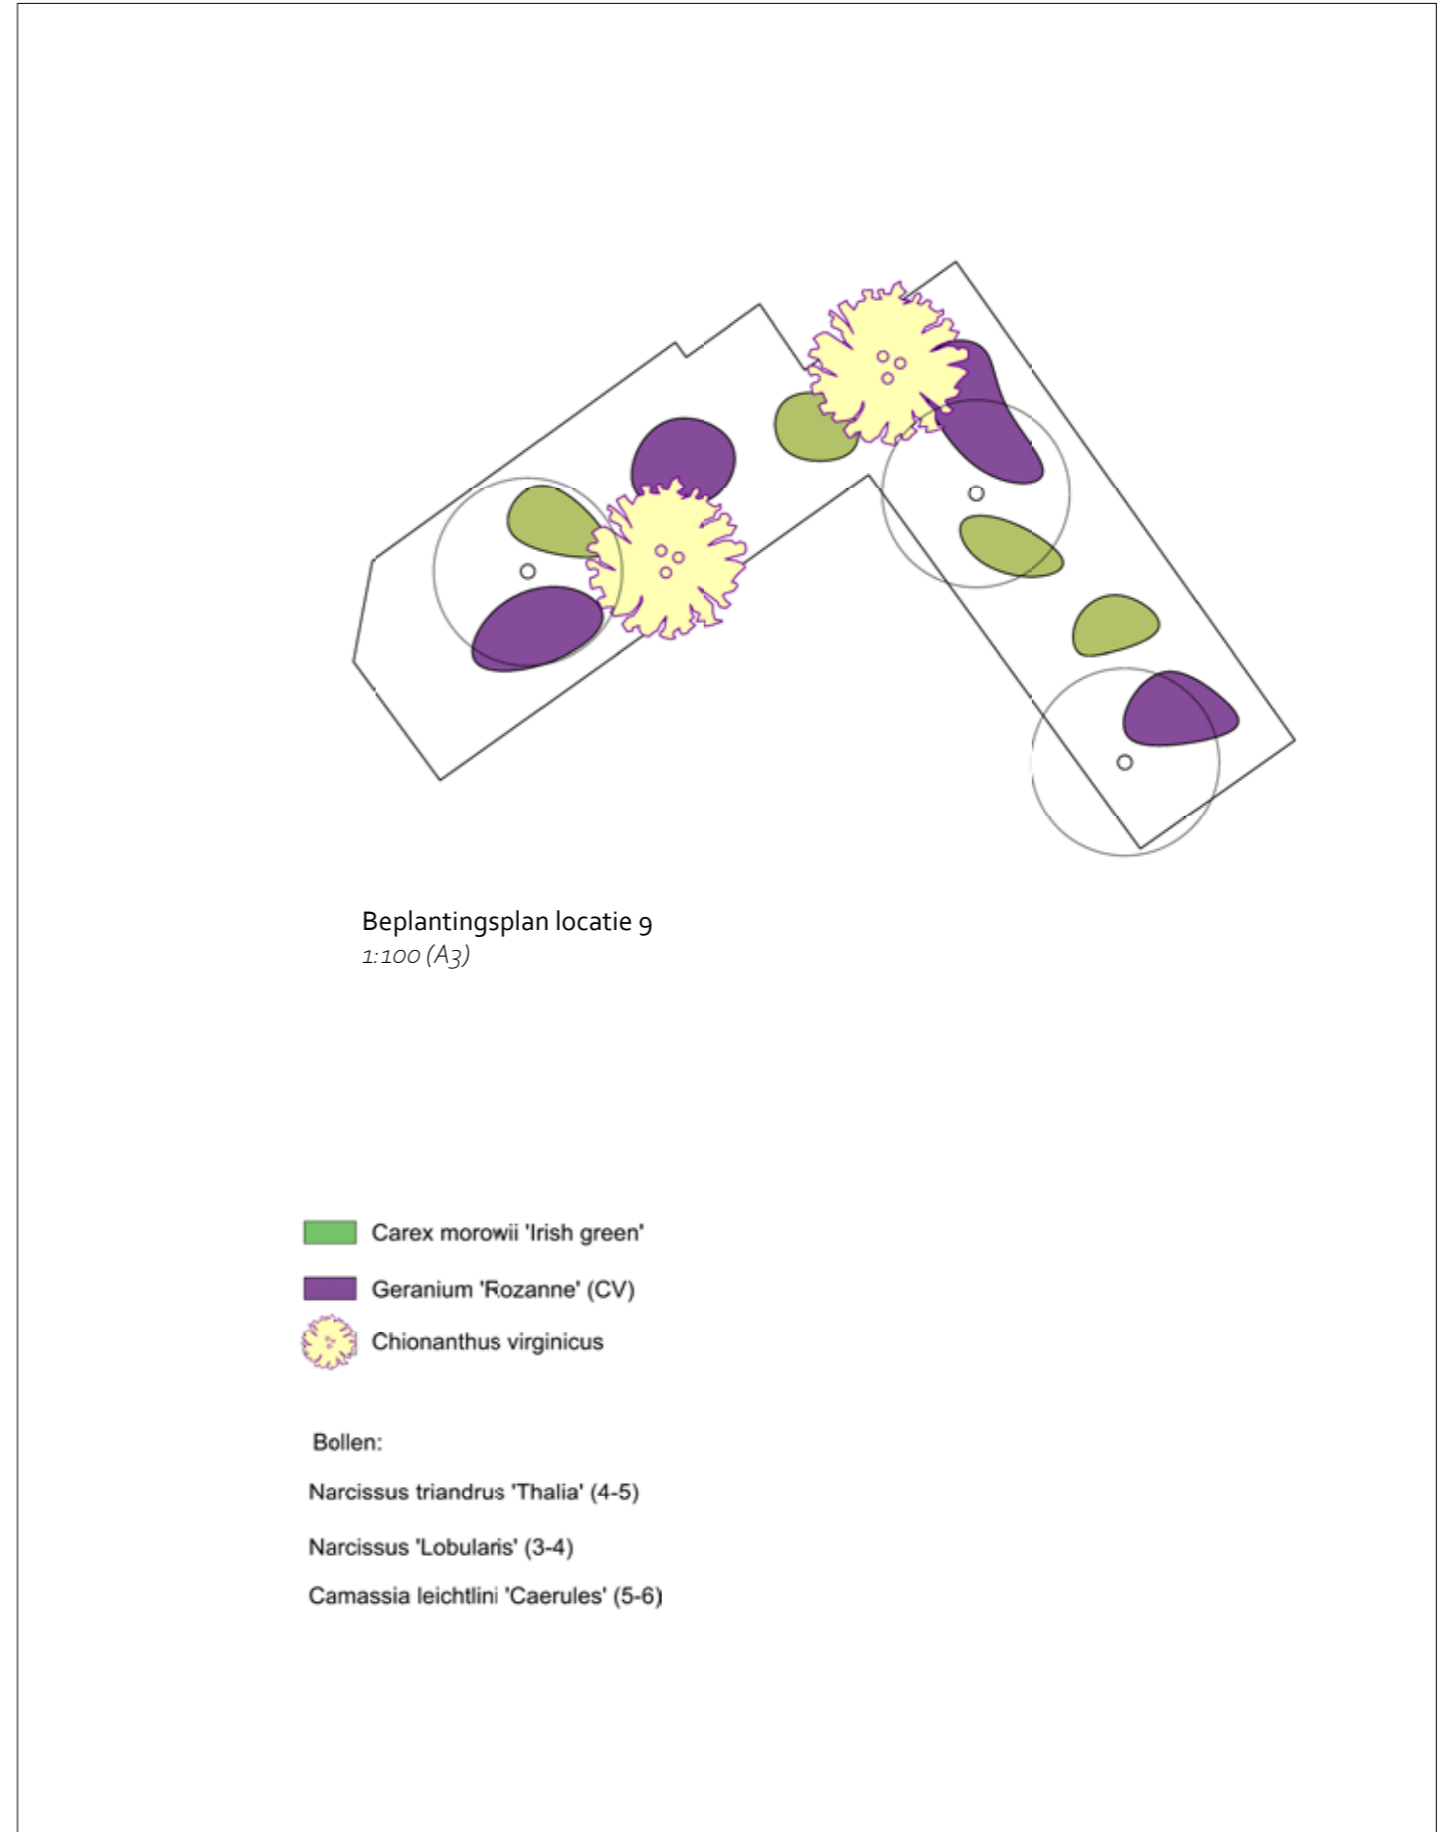 Beplantingsplan locatie 9
1:100 (A3)
Carex morowii 'Irish green'
Geranium 'Rozanne' (CV)
Chionanthus virginicus
Bollen:
Narcissus triandrus 'Thalia' (4-5)
Narcissus 'Lobularis' (3-4)
Camassia leichtlini 'Caerules' (5-6)